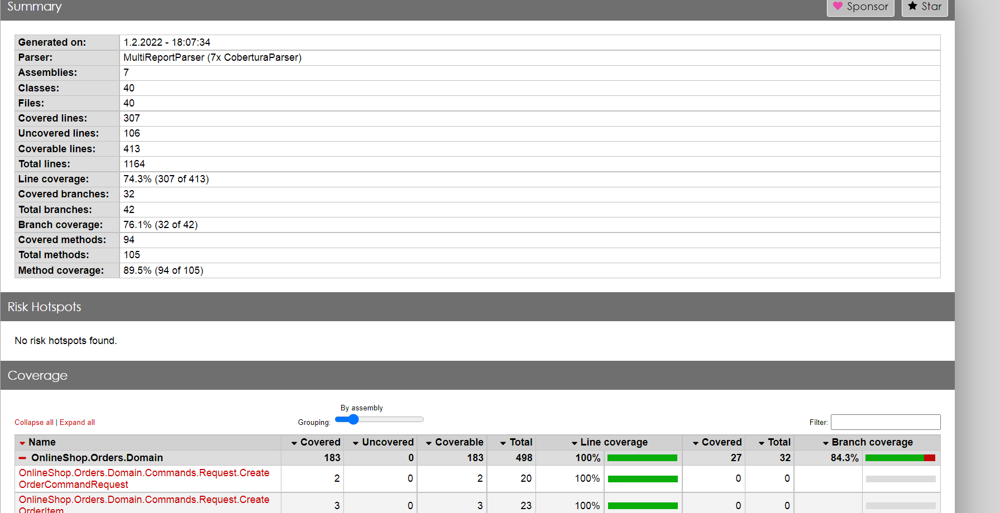 Summary
Sponsor Star
Generated on: 1.2.2022 - 18:07:34
Parser: MultiReportParser (7x CoberturaParser)
Assemblies: 7
Classes: 40
Files: 40
Covered lines: 307
Uncovered lines: 106
Coverable lines: 413
Total lines: 1164
Line coverage: 74.3% (307 of 413)
Covered branches: 32
Total branches: 42
Branch coverage: 76.1% (32 of 42)
Covered methods: 94
Total methods: 105
Method coverage: 89.5% (94 of 105)
Risk Hotspots
No risk hotspots found.
Coverage
By assembly
Collapse all | Expand all Grouping: Filter:
Name Covered Uncovered Coverable Total Line coverage Covered Total Branch coverage
OnlineShop.Orders.Domain 183 0 183 498 100% 27 32 84.3%
OnlineShop.Orders.Domain.Commands.Request.Create
OrderCommandRequest 2 0 2 20 100% 0 0
OnlineShop.Orders.Domain.Commands.Request.Create
OrderItem 3 0 3 23 100% 0 0